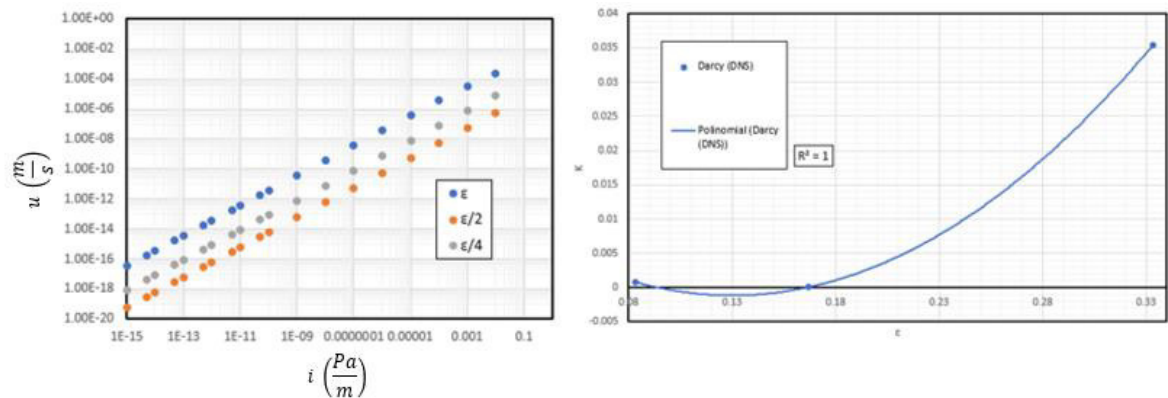 1.00E+00
1.00E-02
1.00E-04
1.00E-06
1.00E-08
1.00E-10
1.00E-12
1.00E-14
1.00E-16
1.00E-18
1.00E-20
u (m/s)
ε
ε/2
ε/4
1E-15 1E-13 1E-11 1E-09 0.0000001 0.00001 0.001 0.1
i (Pa/m)
0.04
0.035
0.03
0.025
0.02
0.015
0.01
0.005
0
-0.005
K
Darcy (DNS)
Polinomial (Darcy
(DNS))
R² = 1
0.08 0.13 0.18 0.23 0.28 0.33
ε